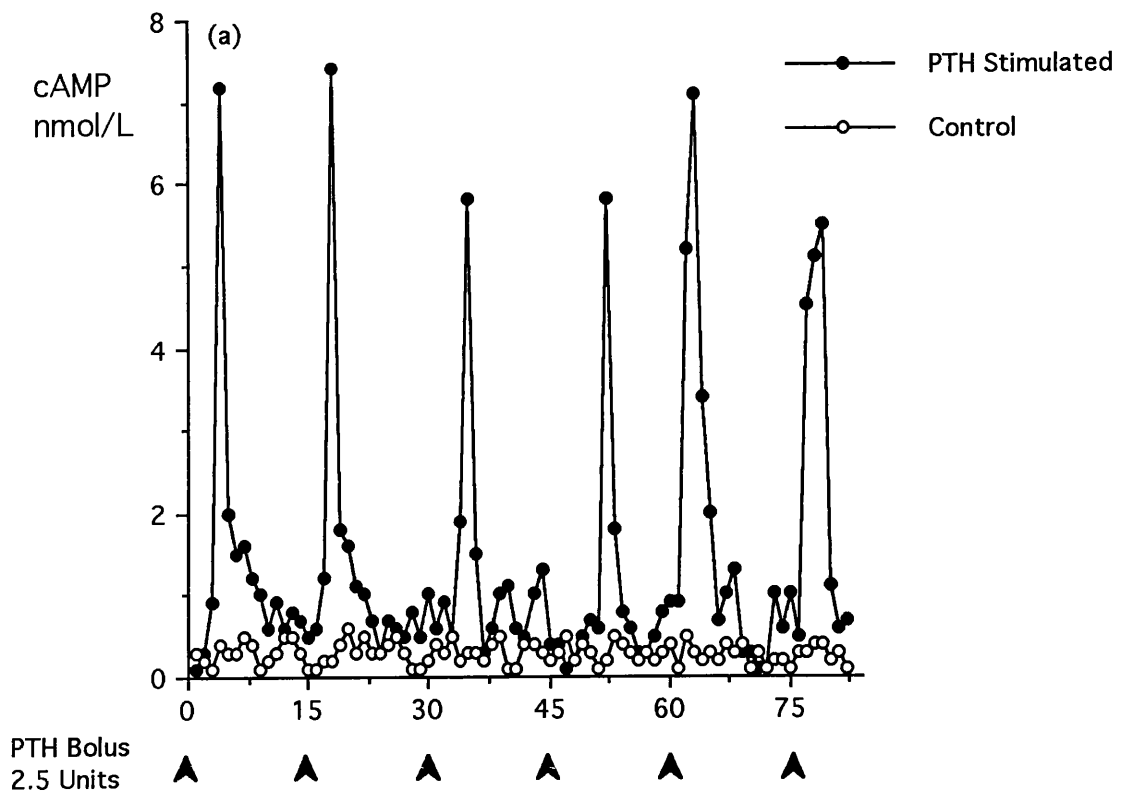 (a)
cAMP
nmol/L
PTH Stimulated
Control
8
6
4
2
0
0 15 30 45 60 75
PTH Bolus
2.5 Units